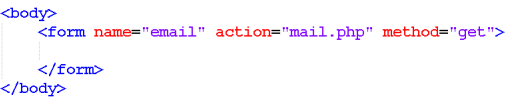 <body>
<form name="email" action="mail.php" method="get">
</form>
</body>